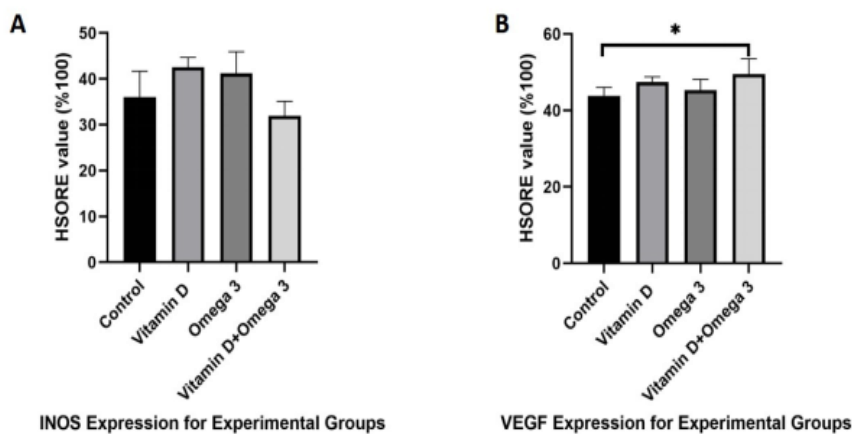 A
HSORE value (%100)
50
40
30
20
10
0
Control
Vitamin D
Omega 3
Vitamin D+Omega 3
INOS Expression for Experimental Groups
B
HSORE value (%100)
60
40
20
0
*
Control
Vitamin D
Omega 3
Vitamin D+Omega 3
VEGF Expression for Experimental Groups